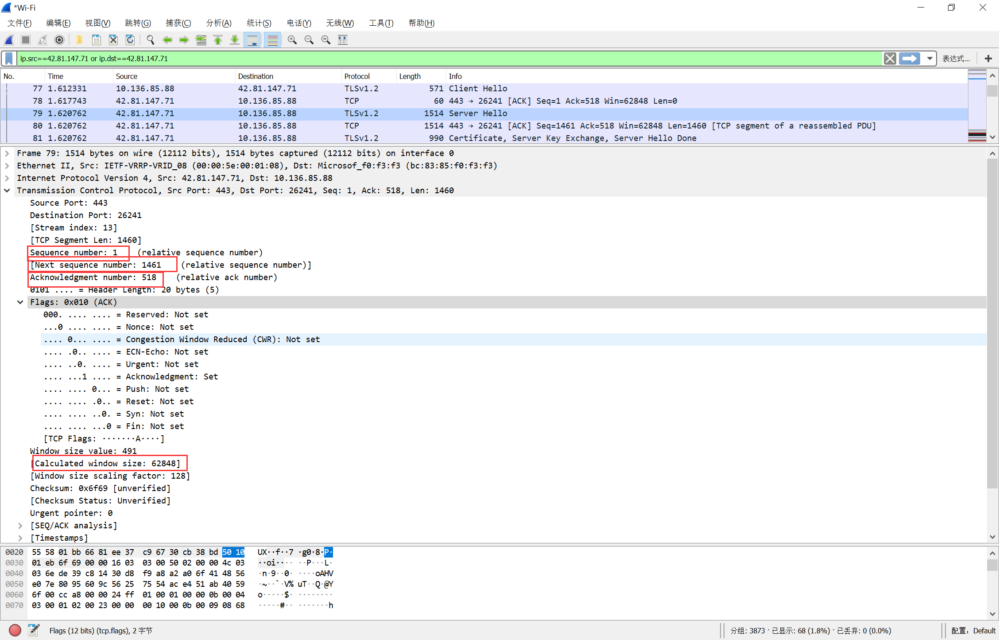 *Wi-Fi
文件(F) 编辑(E) 视图(V) 跳转(G) 捕获(C) 分析(A) 统计(S) 电话(Y) 无线(W) 工具(T) 帮助(H)
ip.src==42.81.147.71 or ip.dst==42.81.147.71 表达式…
No. Time Source Destination Protocol Length Info
77 1.612331 10.136.85.88 42.81.147.71 TLSv1.2 571 Client Hello
78 1.617743 42.81.147.71 10.136.85.88 TCP 60 443 → 26241 [ACK] Seq=1 Ack=518 Win=62848 Len=0
79 1.620762 42.81.147.71 10.136.85.88 TLSv1.2 1514 Server Hello
80 1.620762 42.81.147.71 10.136.85.88 TCP 1514 443 → 26241 [ACK] Seq=1461 Ack=518 Win=62848 Len=1460 [TCP segment of a reassembled PDU]
81 1.620762 42.81.147.71 10.136.85.88 TLSv1.2 990 Certificate, Server Key Exchange, Server Hello Done
Frame 79: 1514 bytes on wire (12112 bits), 1514 bytes captured (12112 bits) on interface 0
Ethernet II, Src: IETF-VRRP-VRID_08 (00:00:5e:00:01:08), Dst: Microsof_f0:f3:f3 (bc:83:85:f0:f3:f3)
Internet Protocol Version 4, Src: 42.81.147.71, Dst: 10.136.85.88
Transmission Control Protocol, Src Port: 443, Dst Port: 26241, Seq: 1, Ack: 518, Len: 1460
Source Port: 443
Destination Port: 26241
[Stream index: 13]
[TCP Segment Len: 1460]
Sequence number: 1 (relative sequence number)
[Next sequence number: 1461 (relative sequence number)]
Acknowledgment number: 518 (relative ack number)
0101 .... = Header Length: 20 bytes (5)
Flags: 0x010 (ACK)
000. .... .... = Reserved: Not set
...0 .... .... = Nonce: Not set
.... 0... .... = Congestion Window Reduced (CWR): Not set
.... .0.. .... = ECN-Echo: Not set
.... ..0. .... = Urgent: Not set
.... ...1 .... = Acknowledgment: Set
.... .... 0... = Push: Not set
.... .... .0.. = Reset: Not set
.... .... ..0. = Syn: Not set
.... .... ...0 = Fin: Not set
[TCP Flags: ·······A····]
Window size value: 491
[Calculated window size: 62848]
[Window size scaling factor: 128]
Checksum: 0x6f69 [unverified]
[Checksum Status: Unverified]
Urgent pointer: 0
[SEQ/ACK analysis]
[Timestamps]
0020 55 58 01 bb 66 81 ee 37 c9 67 30 cb 38 bd 50 10 UX··f··7 ·g0·8·P·
0030 01 eb 6f 69 00 00 16 03 03 00 50 02 00 00 4c 03 ··oi···· ··P···L·
0040 03 6e de 39 c8 14 30 d8 f9 a8 a2 a0 6f 41 48 56 ·n·9··0· ····oAHV
0050 e0 7e 80 95 60 9c 56 25 75 54 ac e4 51 ab 40 59 ·~··`·V% uT··Q·@Y
0060 6f 00 cc a8 00 00 24 ff 01 00 01 00 00 0b 00 04 o·····$· ········
0070 03 00 01 02 00 23 00 00 00 10 00 0b 00 09 08 68 ·····#·· ·······h
Flags (12 bits) (tcp.flags), 2 字节 分组: 3873 · 已显示: 68 (1.8%) · 已丢弃: 0 (0.0%) 配置: Default